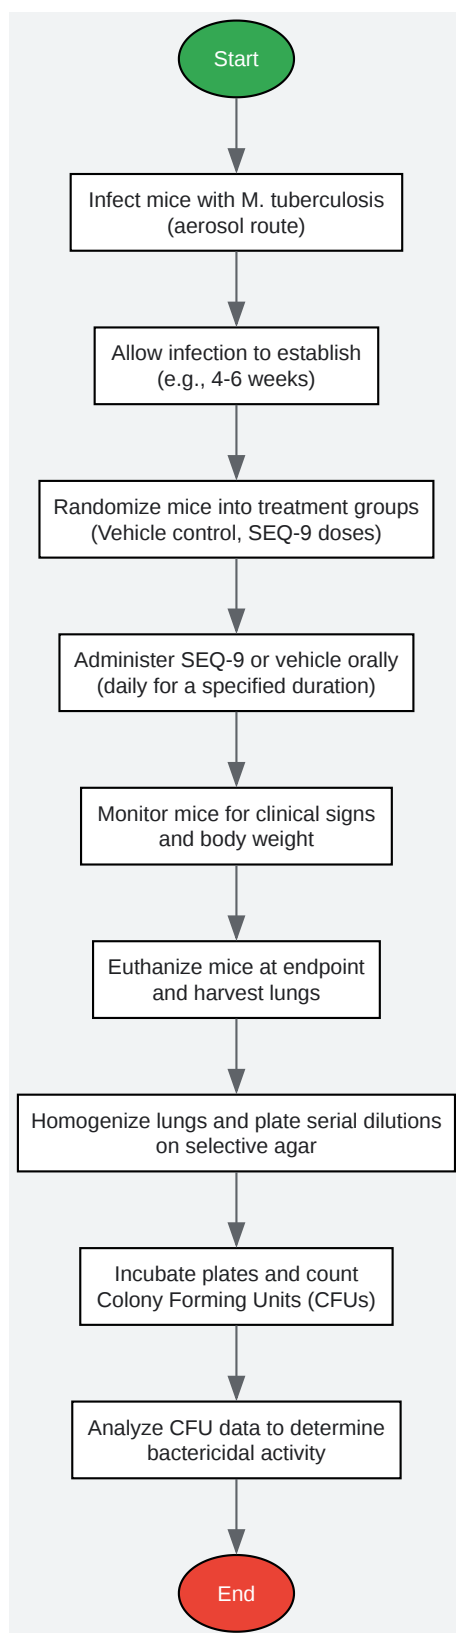 Start
Infect mice with M. tuberculosis
(aerosol route)
Allow infection to establish
(e.g., 4-6 weeks)
Randomize mice into treatment groups
(Vehicle control, SEQ-9 doses)
Administer SEQ-9 or vehicle orally
(daily for a specified duration)
Monitor mice for clinical signs
and body weight
Euthanize mice at endpoint
and harvest lungs
Homogenize lungs and plate serial dilutions
on selective agar
Incubate plates and count
Colony Forming Units (CFUs)
Analyze CFU data to determine
bactericidal activity
End